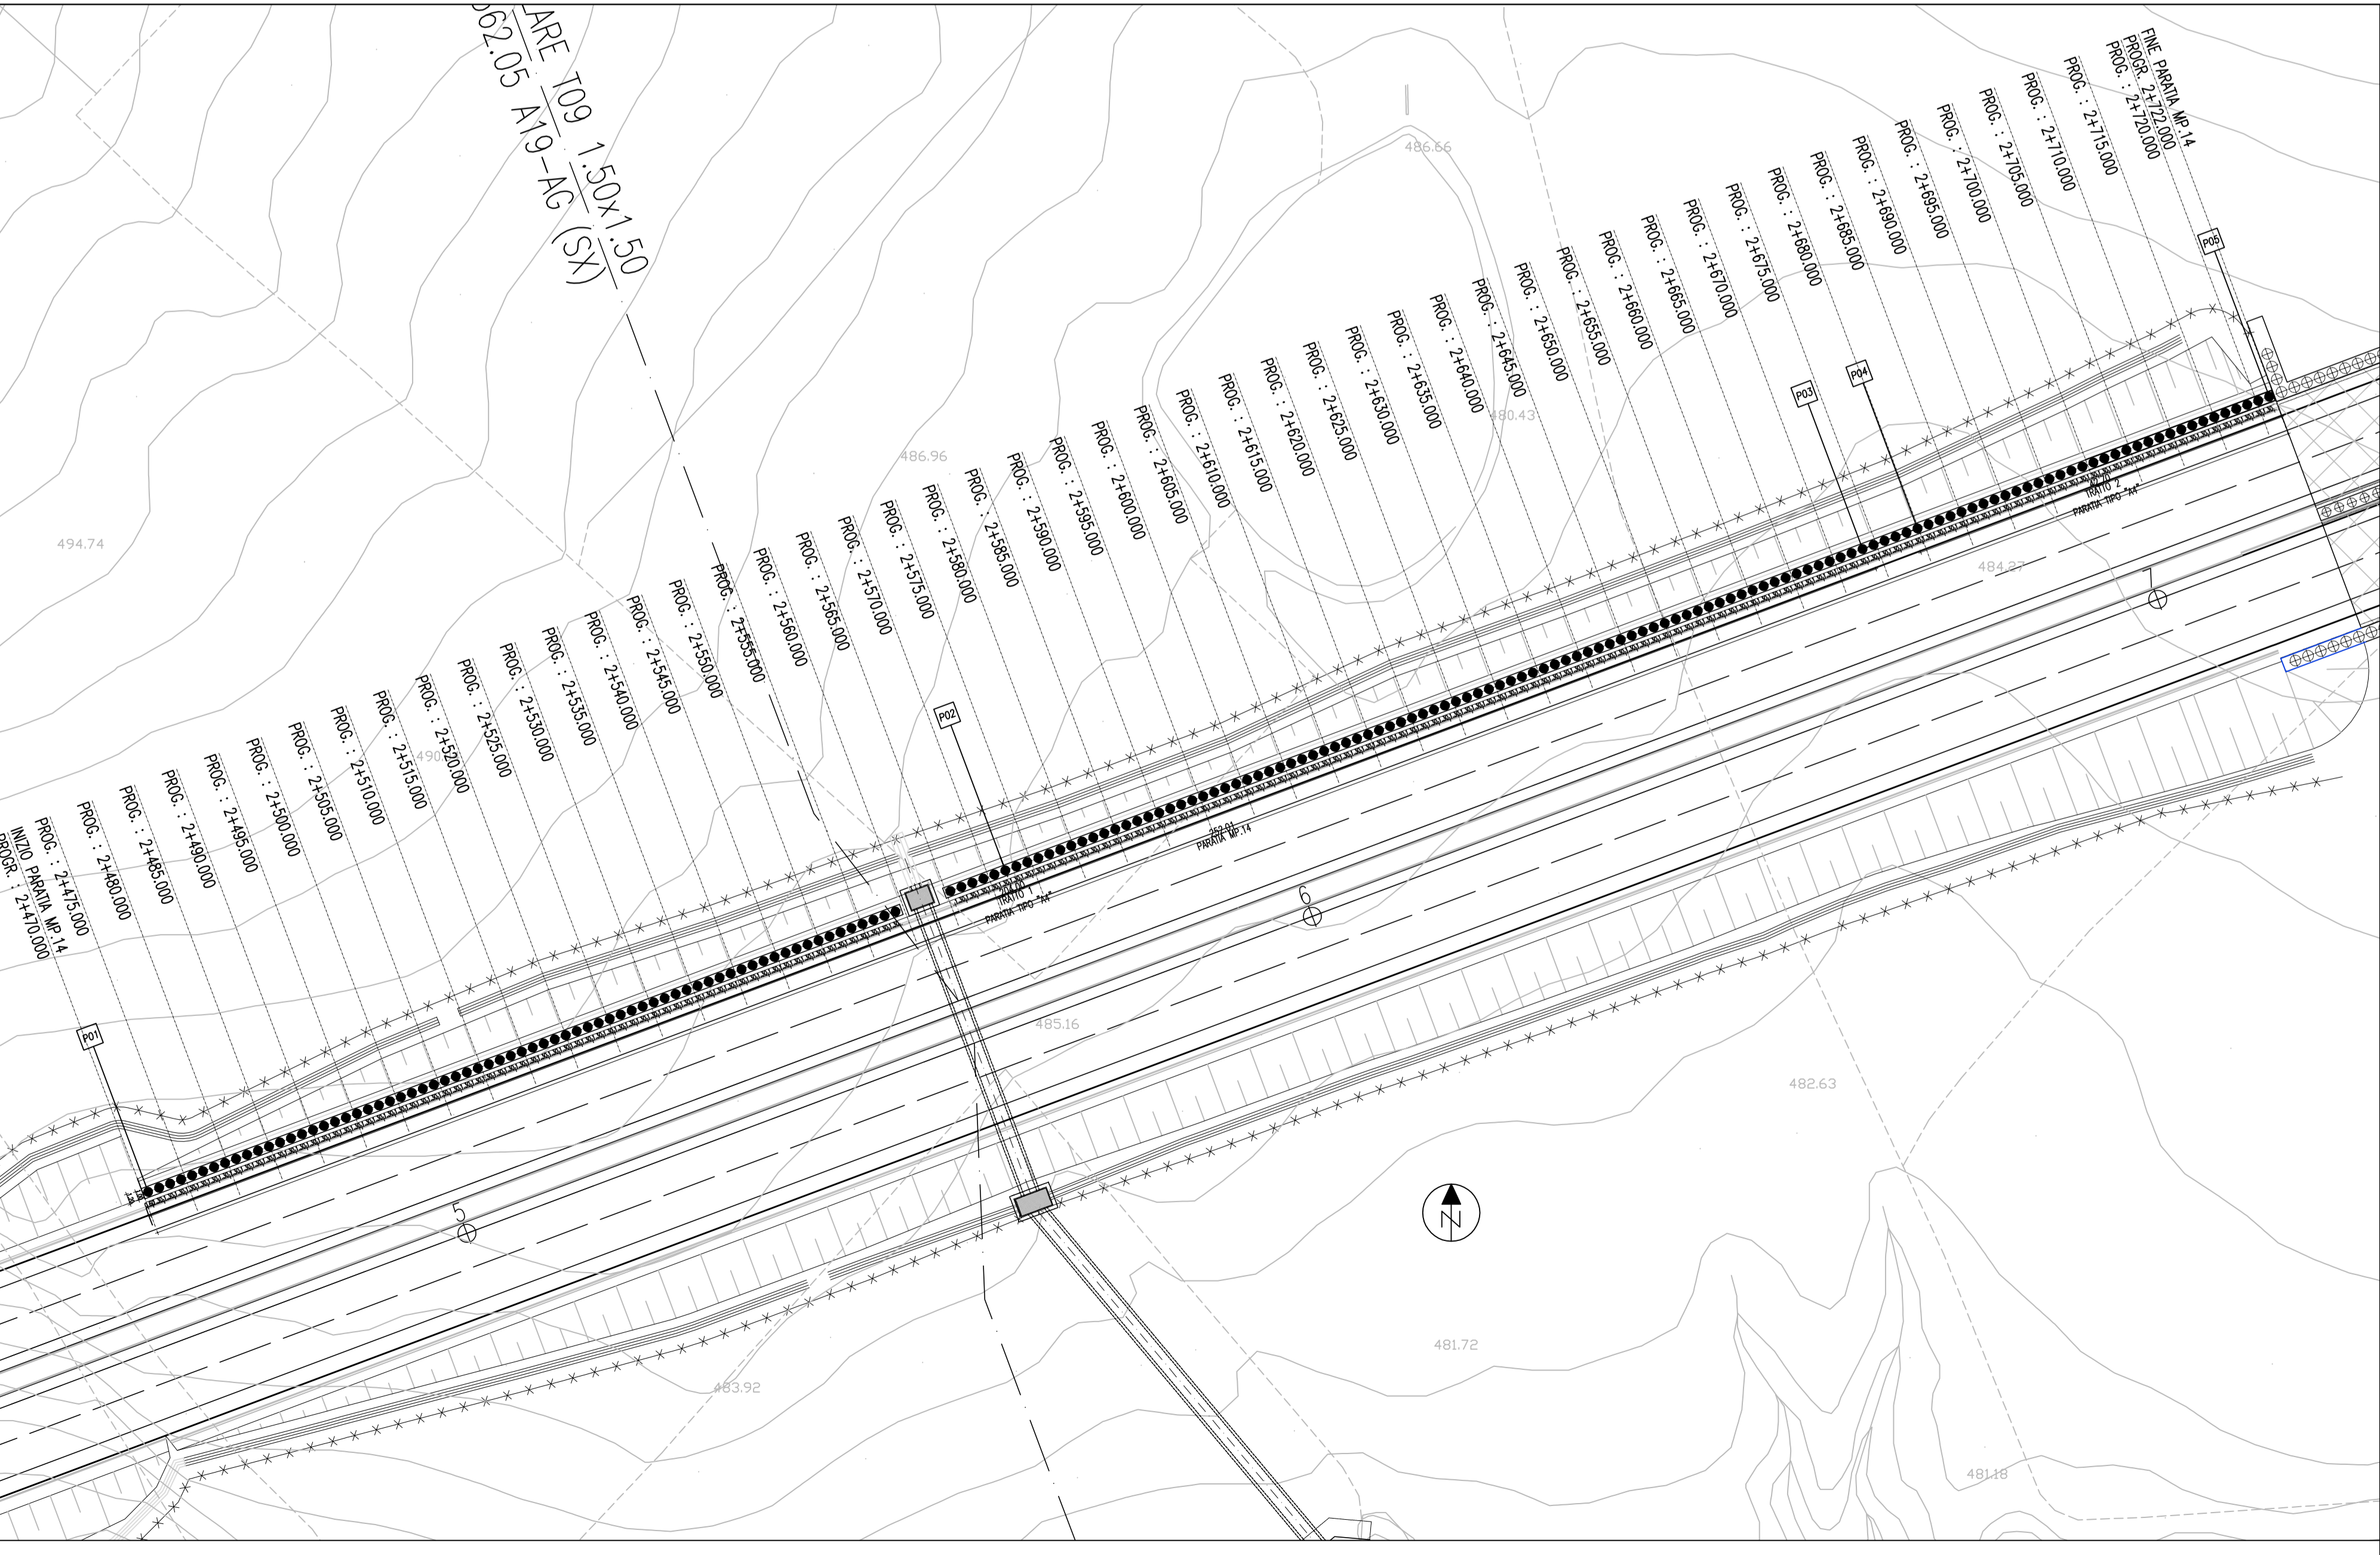 ARE T09 1.50x1.50
562.05 A19-AG (SX)
PROGR. : 2+470.000
INIZIO PARATIA MP.14
PROG. : 2+475.000
PROG. : 2+480.000
PROG. : 2+485.000
PROG. : 2+490.000
PROG. : 2+495.000
PROG. : 2+500.000
PROG. : 2+505.000
PROG. : 2+510.000
PROG. : 2+515.000
PROG. : 2+520.000
PROG. : 2+525.000
PROG. : 2+530.000
PROG. : 2+535.000
PROG. : 2+540.000
PROG. : 2+545.000
PROG. : 2+550.000
PROG. : 2+555.000
PROG. : 2+560.000
PROG. : 2+565.000
PROG. : 2+570.000
PROG. : 2+575.000
PROG. : 2+580.000
PROG. : 2+585.000
PROG. : 2+590.000
PROG. : 2+595.000
PROG. : 2+600.000
PROG. : 2+605.000
PROG. : 2+610.000
PROG. : 2+615.000
PROG. : 2+620.000
PROG. : 2+625.000
PROG. : 2+630.000
PROG. : 2+635.000
PROG. : 2+640.000
PROG. : 2+645.000
PROG. : 2+650.000
PROG. : 2+655.000
PROG. : 2+660.000
PROG. : 2+665.000
PROG. : 2+670.000
PROG. : 2+675.000
PROG. : 2+680.000
PROG. : 2+685.000
PROG. : 2+690.000
PROG. : 2+695.000
PROG. : 2+700.000
PROG. : 2+705.000
PROG. : 2+710.000
PROG. : 2+715.000
PROG. : 2+720.000
PROGR. 2+722.000
FINE PARATIA MP.14
P01
P02
P03
P04
P05
TRATTO 1
PARATIA TIPO "A4"
252.01
PARATIA MP.14
TRATTO 2
PARATIA TIPO "A4"
5
6
7
N
494.74
490
486.96
486.66
480.43
484.27
485.16
482.63
483.92
481.72
481.18